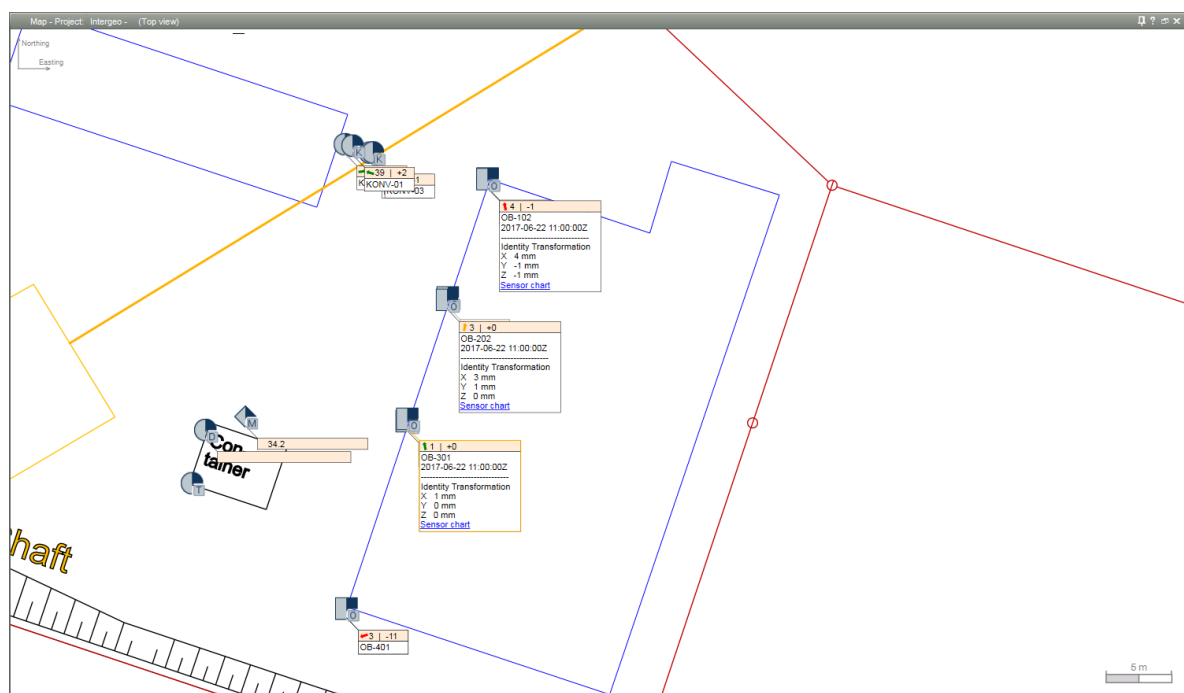 Map - Project: Intergeo - (Top view)
Northing
Easting
K
K
39 | +2
KONV-01
O
4 | -1
OB-102
2017-06-22 11:00:00Z
Identity Transformation
X 4 mm
Y -1 mm
Z -1 mm
Sensor chart
O
3 | +0
OB-202
2017-06-22 11:00:00Z
Identity Transformation
X 3 mm
Y 1 mm
Z 0 mm
Sensor chart
M
D
34.2
Con-
tainer
T
O
1 | +0
OB-301
2017-06-22 11:00:00Z
Identity Transformation
X 1 mm
Y 0 mm
Z 0 mm
Sensor chart
haft
O
3 | -11
OB-401
5 m